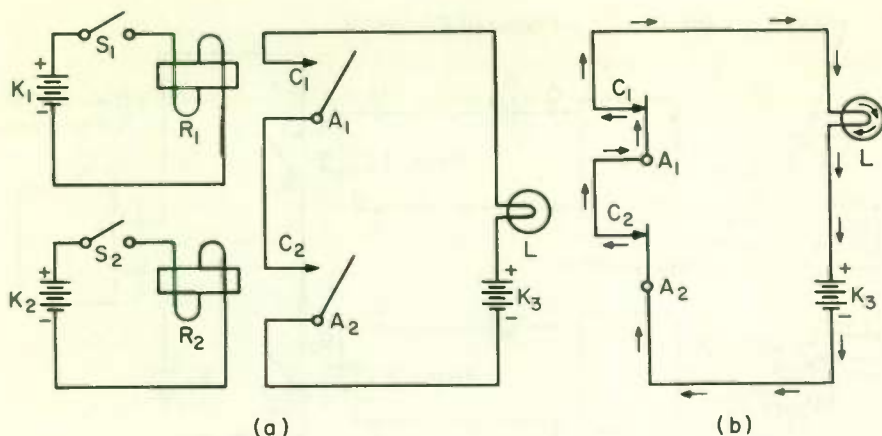 +
S₁
K₁
-
R₁
C₁
A₁
+
S₂
K₂
-
R₂
C₂
A₂
L
+
K₃
-
(a)
C₁
A₁
C₂
A₂
L
+
K₃
-
(b)